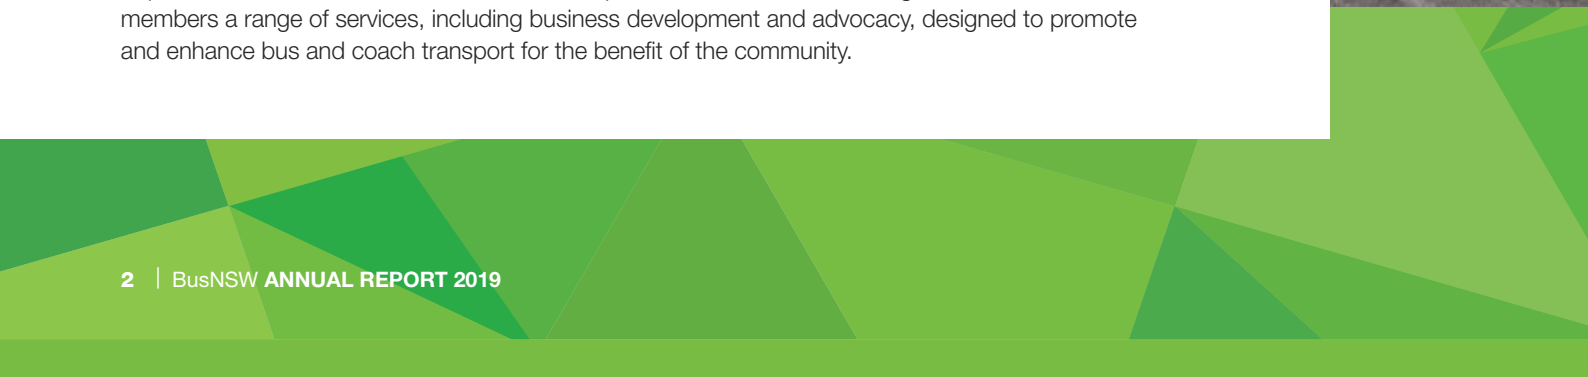 members a range of services, including business development and advocacy, designed to promote
and enhance bus and coach transport for the benefit of the community.
2 | BusNSW ANNUAL REPORT 2019